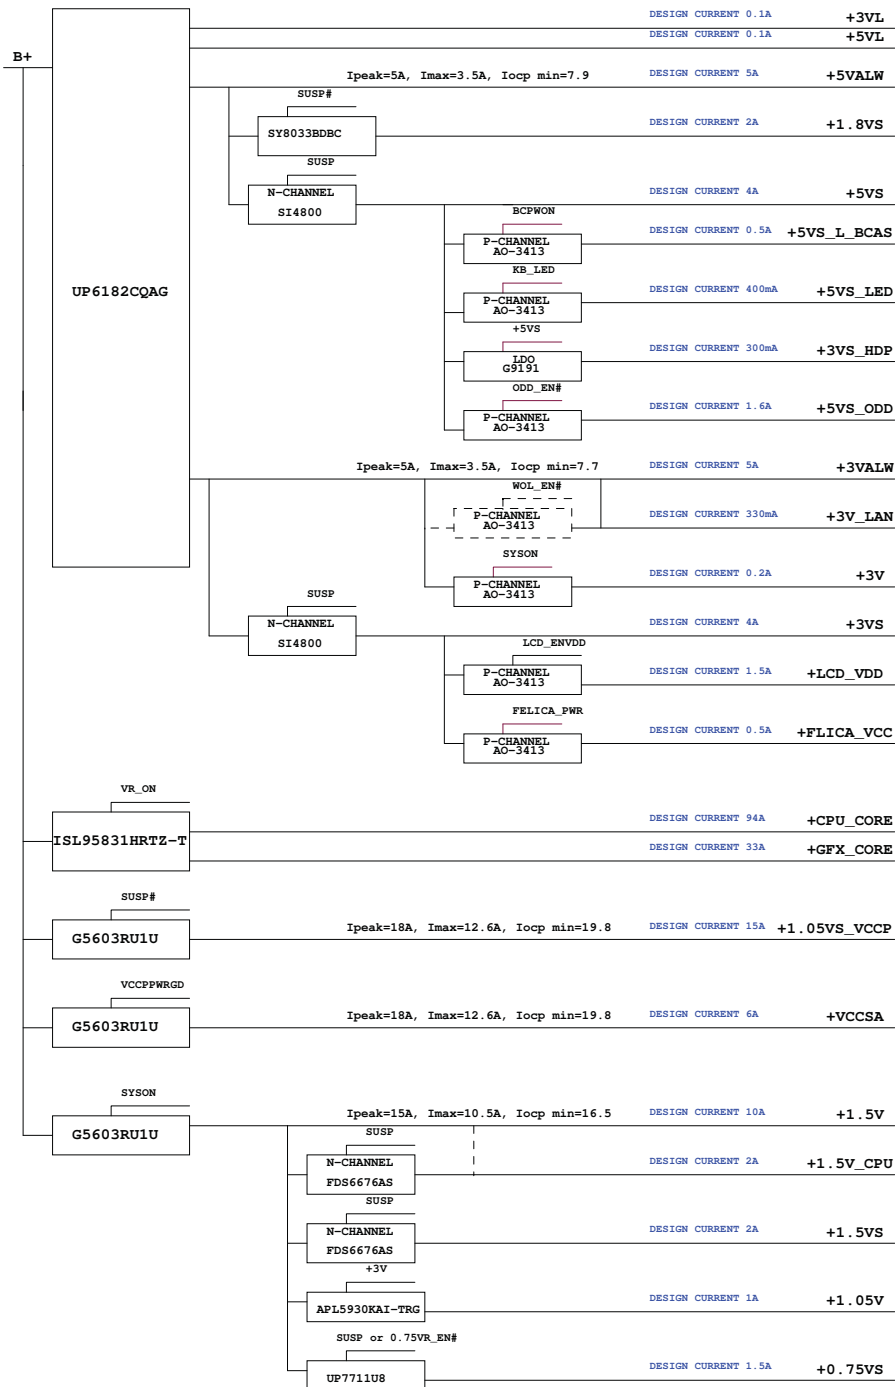 DESIGN CURRENT 0.1A +3VL
DESIGN CURRENT 0.1A +5VL
B+
Ipeak=5A, Imax=3.5A, Iocp min=7.9 DESIGN CURRENT 5A +5VALW
SUSP#
SY8033BDBC DESIGN CURRENT 2A +1.8VS
SUSP
N-CHANNEL DESIGN CURRENT 4A +5VS
SI4800
BCPWON
P-CHANNEL DESIGN CURRENT 0.5A +5VS_L_BCAS
AO-3413
KB_LED
UP6182CQAG
P-CHANNEL DESIGN CURRENT 400mA +5VS_LED
AO-3413
+5VS
LDO DESIGN CURRENT 300mA +3VS_HDP
G9191
ODD_EN#
P-CHANNEL DESIGN CURRENT 1.6A +5VS_ODD
AO-3413
Ipeak=5A, Imax=3.5A, Iocp min=7.7 DESIGN CURRENT 5A +3VALW
WOL_EN#
P-CHANNEL DESIGN CURRENT 330mA +3V_LAN
AO-3413
SYSON
P-CHANNEL DESIGN CURRENT 0.2A +3V
AO-3413
SUSP
N-CHANNEL DESIGN CURRENT 4A +3VS
SI4800
LCD_ENVDD
P-CHANNEL DESIGN CURRENT 1.5A +LCD_VDD
AO-3413
FELICA_PWR
P-CHANNEL DESIGN CURRENT 0.5A +FLICA_VCC
AO-3413
VR_ON
DESIGN CURRENT 94A +CPU_CORE
ISL95831HRTZ-T
DESIGN CURRENT 33A +GFX_CORE
SUSP#
G5603RU1U Ipeak=18A, Imax=12.6A, Iocp min=19.8 DESIGN CURRENT 15A +1.05VS_VCCP
VCCPPWRGD
G5603RU1U Ipeak=18A, Imax=12.6A, Iocp min=19.8 DESIGN CURRENT 6A +VCCSA
SYSON
Ipeak=15A, Imax=10.5A, Iocp min=16.5 DESIGN CURRENT 10A +1.5V
G5603RU1U
SUSP
N-CHANNEL DESIGN CURRENT 2A +1.5V_CPU
FDS6676AS
SUSP
N-CHANNEL DESIGN CURRENT 2A +1.5VS
FDS6676AS
+3V
APL5930KAI-TRG DESIGN CURRENT 1A +1.05V
SUSP or 0.75VR_EN#
UP7711U8 DESIGN CURRENT 1.5A +0.75VS